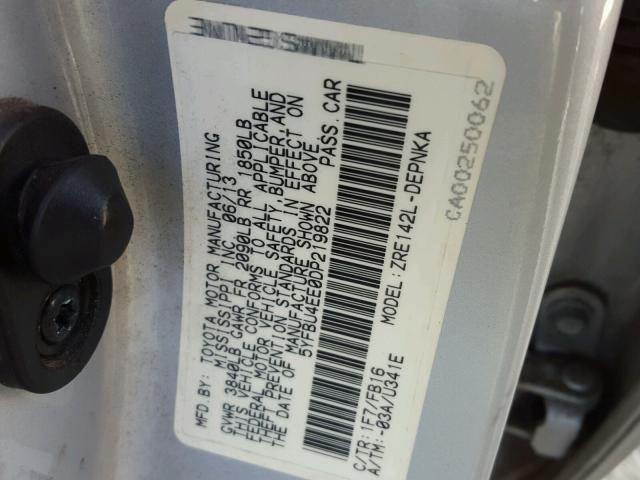 MFD. BY: TOYOTA MOTOR MANUFACTURING
MISSISSIPPI, INC. 06/13
GVWR 3840LB GAWR FR 2090LB RR 1850LB
THIS VEHICLE CONFORMS TO ALL APPLICABLE
FEDERAL MOTOR VEHICLE SAFETY, BUMPER, AND
THEFT PREVENTION STANDARDS IN EFFECT ON
THE DATE OF MANUFACTURE SHOWN ABOVE.
5YFBU4EE0DP219822 PASS. CAR
C/TR: 1F7/FB16 MODEL: ZRE142L-DEPNKA
A/TM: -03A/U341E
CA00250062